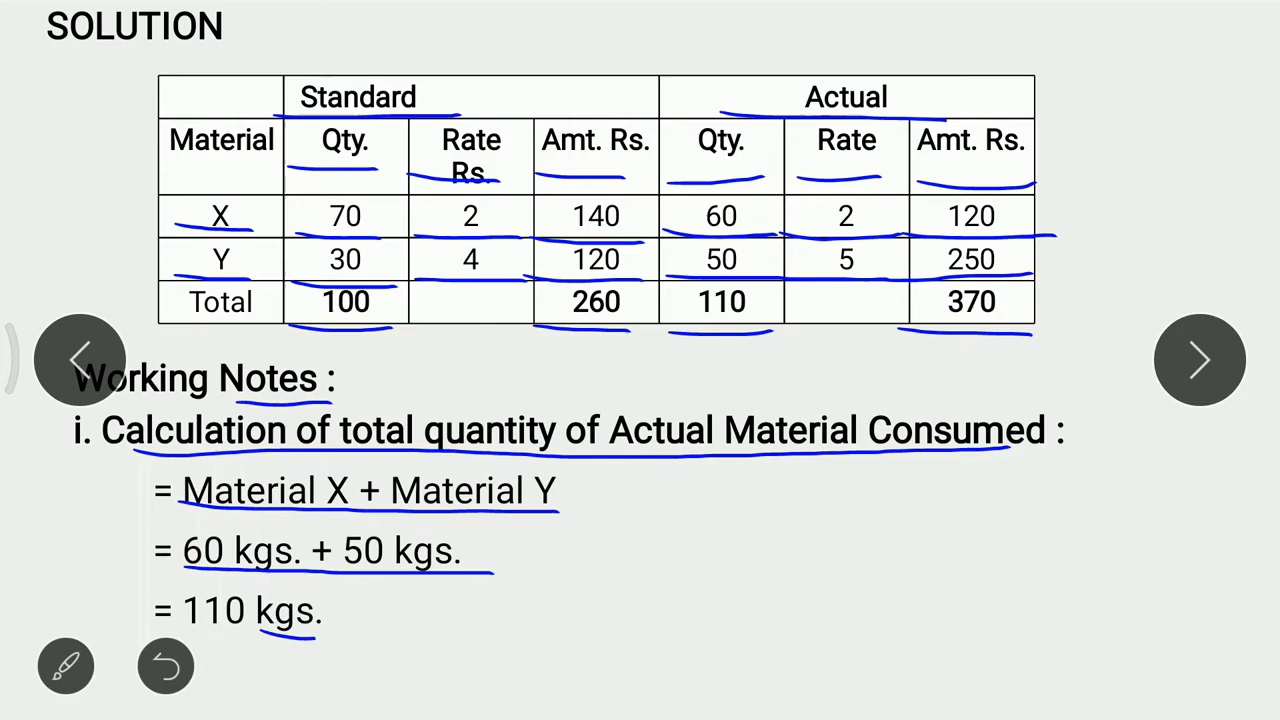 SOLUTION
Standard Actual
Material Qty. Rate Rs. Amt. Rs. Qty. Rate Amt. Rs.
X 70 2 140 60 2 120
Y 30 4 120 50 5 250
Total 100 260 110 370
Working Notes :
i. Calculation of total quantity of Actual Material Consumed :
= Material X + Material Y
= 60 kgs. + 50 kgs.
= 110 kgs.